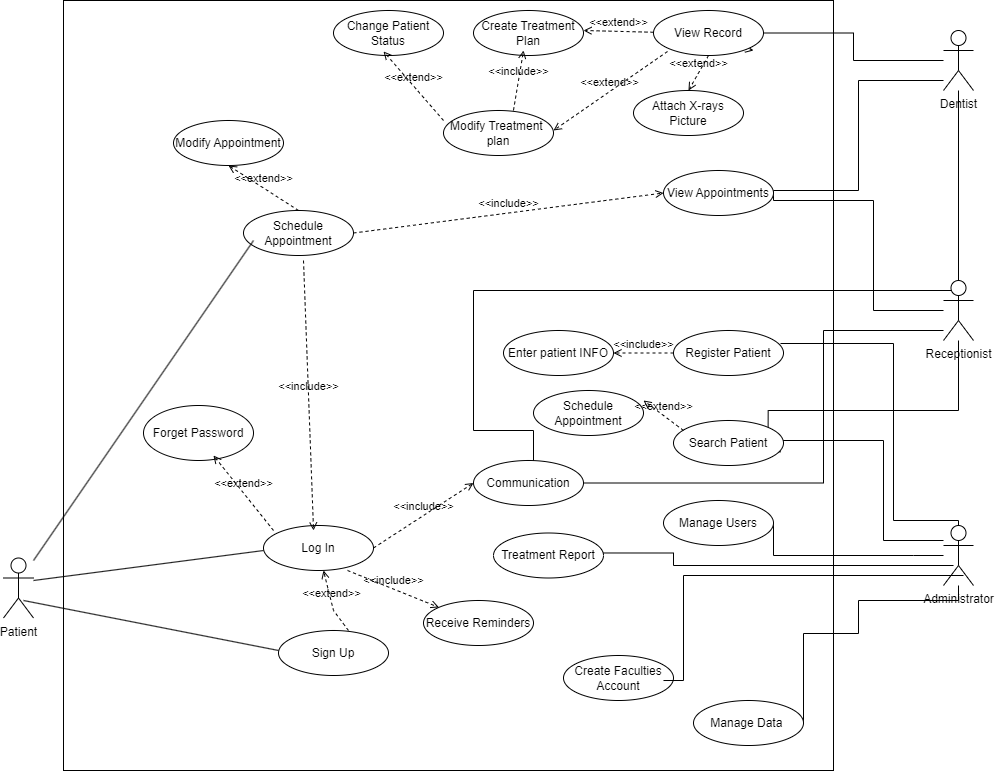 Change Patient
Status
Create Treatment
Plan
<<extend>>
View Record
<<extend>>
<<include>>
<<extend>>
<<extend>>
Attach X-rays
Picture
Modify Treatment
plan
Dentist
Modify Appointment
<<extend>>
View Appointments
<<include>>
Schedule
Appointment
Enter patient INFO
<<include>>
Register Patient
Receptionist
<<include>>
Schedule
Appointment
<<extend>>
Search Patient
Forget Password
<<extend>>
Communication
<<include>>
Manage Users
Log In
Treatment Report
<<include>>
<<extend>>
Administrator
Receive Reminders
Patient
Sign Up
Create Faculties
Account
Manage Data